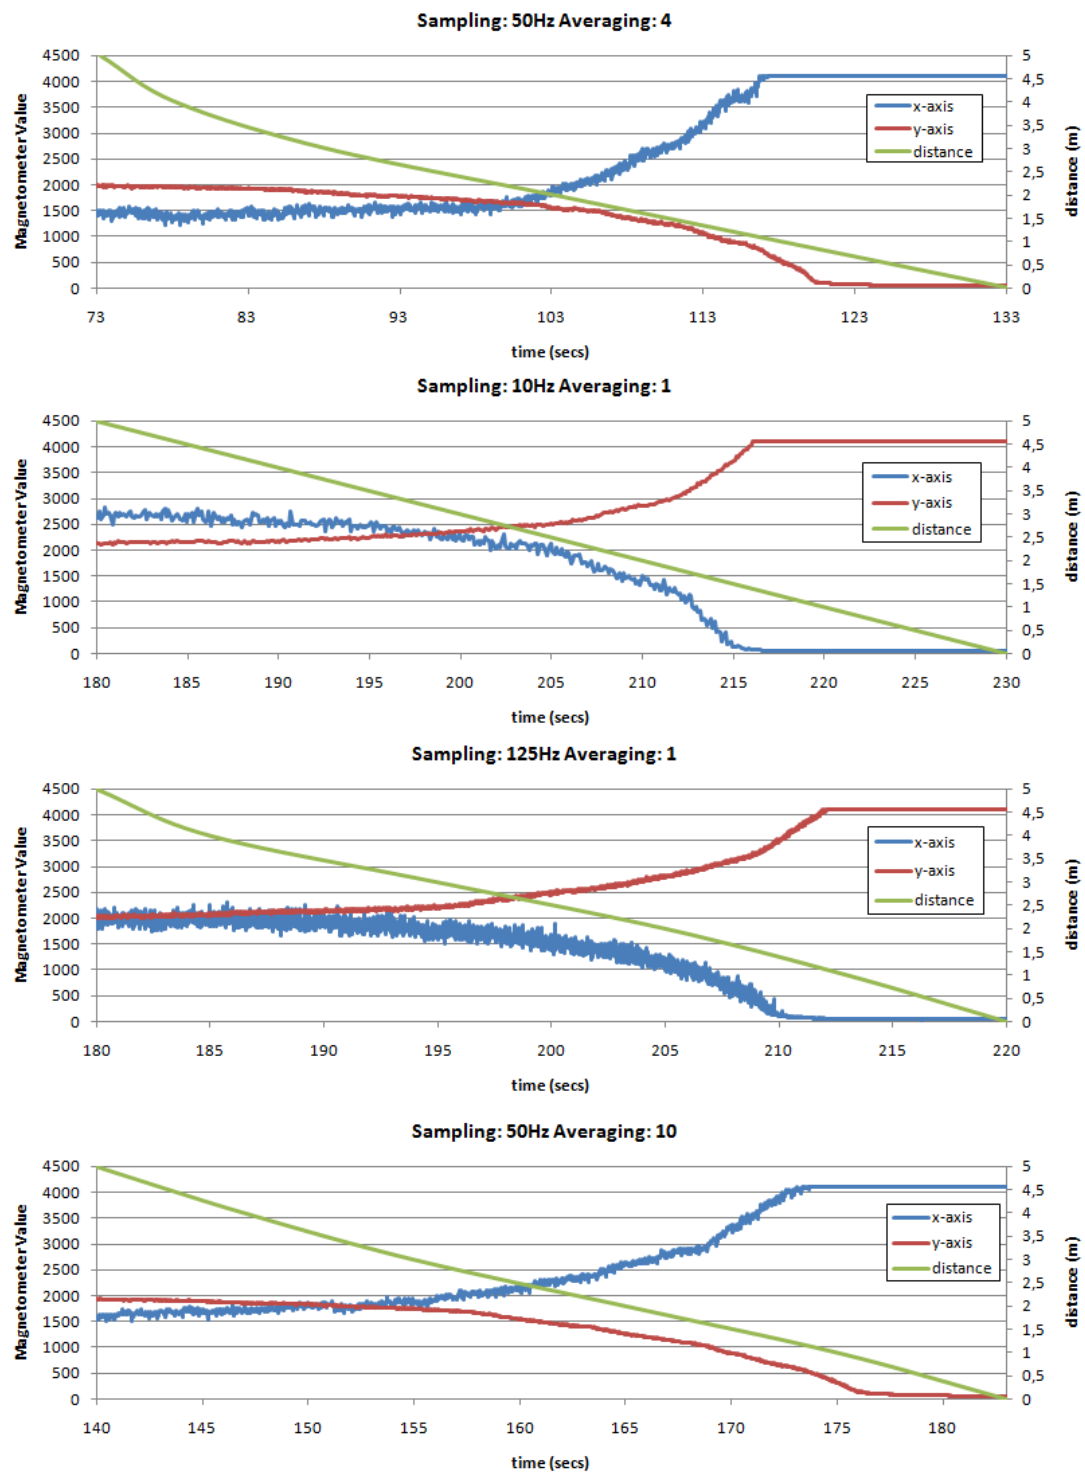 Sampling: 50Hz Averaging: 4
4500
4000
3500
3000
2500
2000
1500
1000
500
0
Magnetometer Value
5
4,5
4
3,5
3
2,5
2
1,5
1
0,5
0
distance (m)
x-axis
y-axis
distance
73 83 93 103 113 123 133
time (secs)
Sampling: 10Hz Averaging: 1
4500
4000
3500
3000
2500
2000
1500
1000
500
0
Magnetometer Value
5
4,5
4
3,5
3
2,5
2
1,5
1
0,5
0
distance (m)
x-axis
y-axis
distance
180 185 190 195 200 205 210 215 220 225 230
time (secs)
Sampling: 125Hz Averaging: 1
4500
4000
3500
3000
2500
2000
1500
1000
500
0
Magnetometer Value
5
4,5
4
3,5
3
2,5
2
1,5
1
0,5
0
distance (m)
x-axis
y-axis
distance
180 185 190 195 200 205 210 215 220
time (secs)
Sampling: 50Hz Averaging: 10
4500
4000
3500
3000
2500
2000
1500
1000
500
0
Magnetometer Value
5
4,5
4
3,5
3
2,5
2
1,5
1
0,5
0
distance (m)
x-axis
y-axis
distance
140 145 150 155 160 165 170 175 180
time (secs)